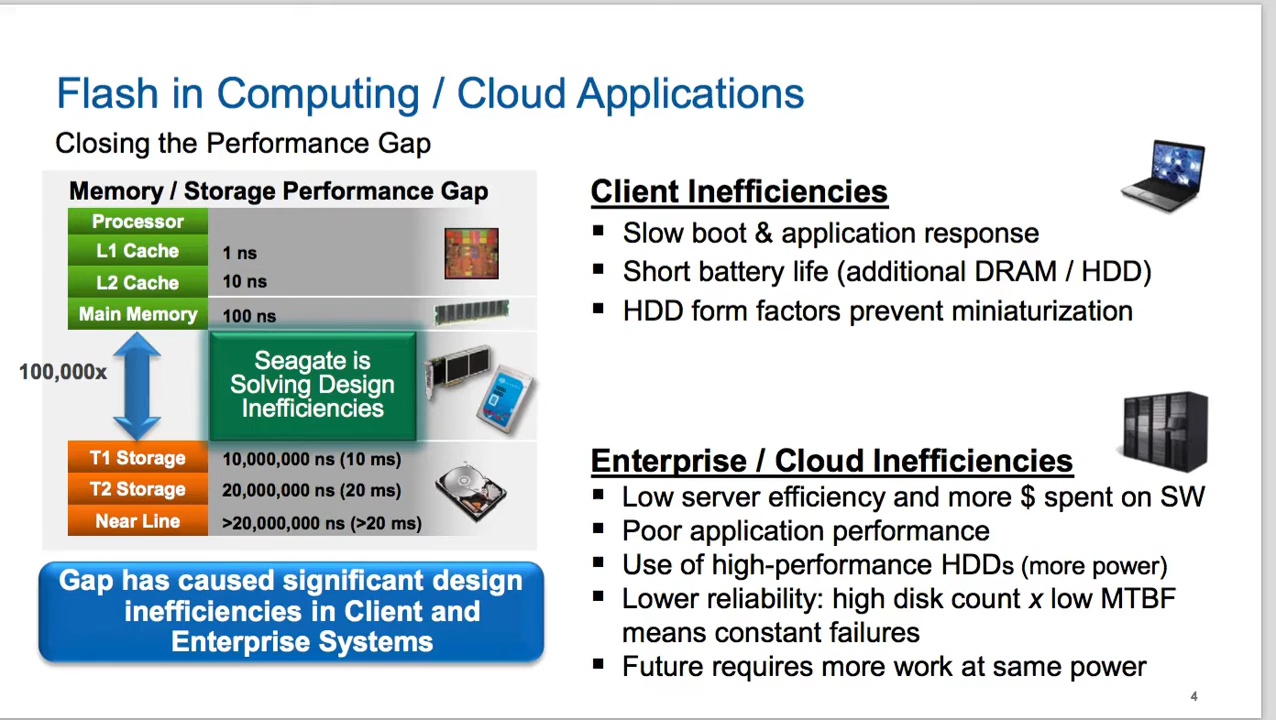 Flash in Computing / Cloud Applications
Closing the Performance Gap
Memory / Storage Performance Gap
Processor
L1 Cache 1 ns
L2 Cache 10 ns
Main Memory 100 ns
100,000x
Seagate is
Solving Design
Inefficiencies
T1 Storage 10,000,000 ns (10 ms)
T2 Storage 20,000,000 ns (20 ms)
Near Line >20,000,000 ns (>20 ms)
Gap has caused significant design
inefficiencies in Client and
Enterprise Systems
Client Inefficiencies
▪ Slow boot & application response
▪ Short battery life (additional DRAM / HDD)
▪ HDD form factors prevent miniaturization
Enterprise / Cloud Inefficiencies
▪ Low server efficiency and more $ spent on SW
▪ Poor application performance
▪ Use of high-performance HDDs (more power)
▪ Lower reliability: high disk count x low MTBF
means constant failures
▪ Future requires more work at same power
4